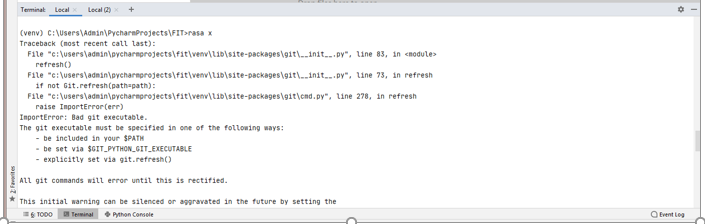 Terminal: Local × Local (2) × +
(venv) C:\Users\Admin\PycharmProjects\FIT>rasa x
Traceback (most recent call last):
File "c:\users\admin\pycharmprojects\fit\venv\lib\site-packages\git\__init__.py", line 83, in <module>
refresh()
File "c:\users\admin\pycharmprojects\fit\venv\lib\site-packages\git\__init__.py", line 73, in refresh
if not Git.refresh(path=path):
File "c:\users\admin\pycharmprojects\fit\venv\lib\site-packages\git\cmd.py", line 278, in refresh
raise ImportError(err)
ImportError: Bad git executable.
The git executable must be specified in one of the following ways:
- be included in your $PATH
- be set via $GIT_PYTHON_GIT_EXECUTABLE
- explicitly set via git.refresh()
All git commands will error until this is rectified.
This initial warning can be silenced or aggravated in the future by setting the
2: Favorites
6: TODO Terminal Python Console Event Log